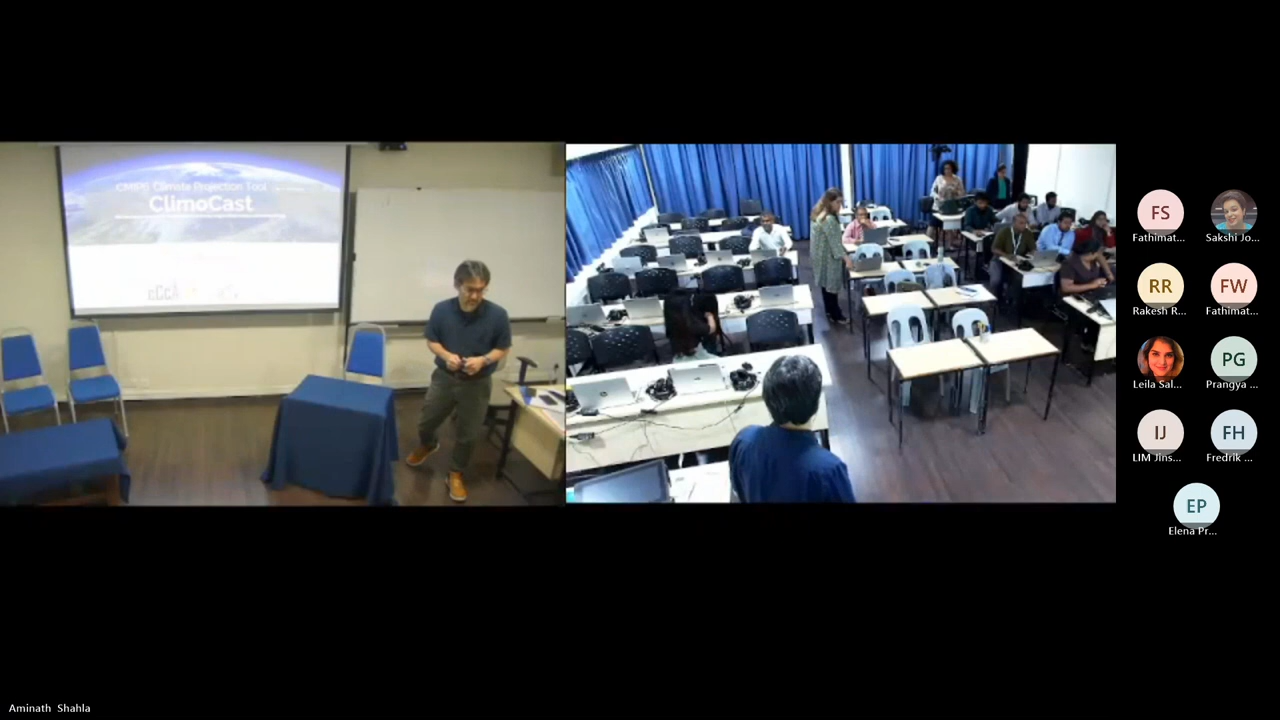 CMIP6 Climate Projection Tool
ClimoCast
FS
Fathimat...
Sakshi Jo...
RR
Rakesh R...
FW
Fathimat...
Leila Sal...
PG
Prangya ...
IJ
LIM Jins...
FH
Fredrik ...
EP
Elena Pr...
Aminath Shahla